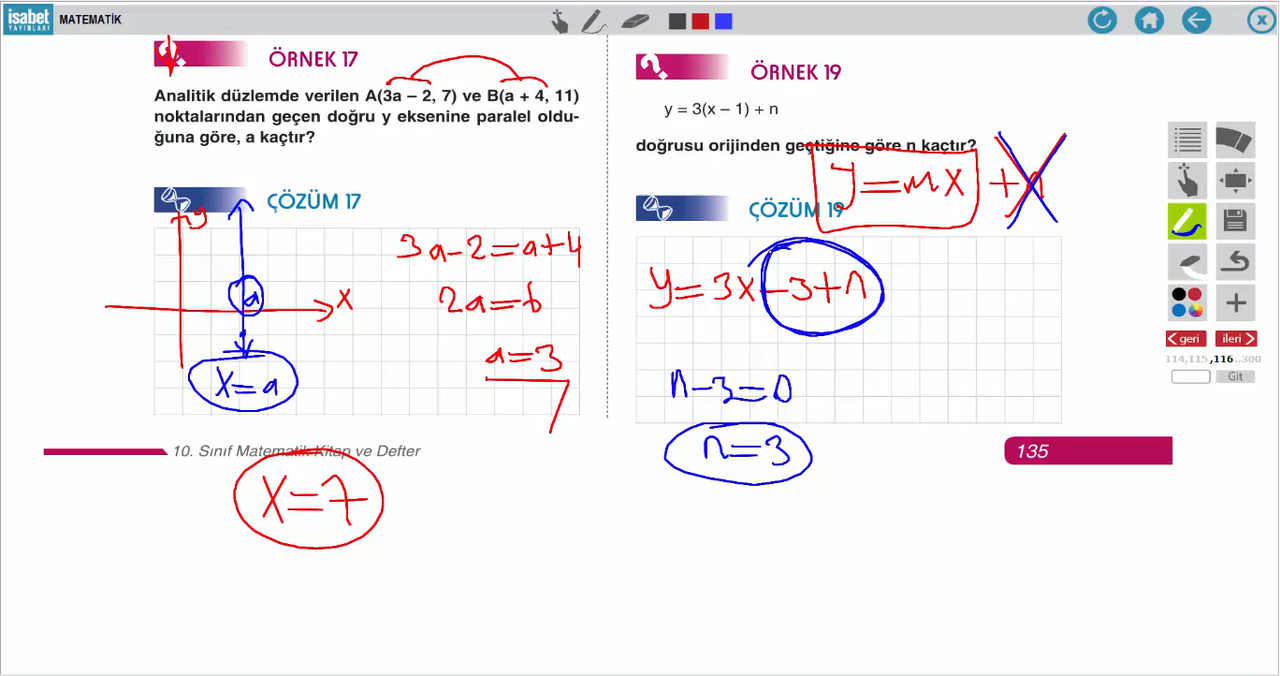 isabet
YAYINLARI
MATEMATİK
ÖRNEK 17
Analitik düzlemde verilen A(3a – 2, 7) ve B(a + 4, 11)
noktalarından geçen doğru y eksenine paralel oldu-
ğuna göre, a kaçtır?
ÇÖZÜM 17
y
a
x
x=a
3a-2=a+4
2a=6
a=3
10. Sınıf Matematik Kitap ve Defter
x=7
ÖRNEK 19
y = 3(x – 1) + n
doğrusu orijinden geçtiğine göre n kaçtır?
y=mx+n
ÇÖZÜM 19
y=3x-3+n
n-3=0
n=3
135
geri
ileri
114,115,116...300
Git